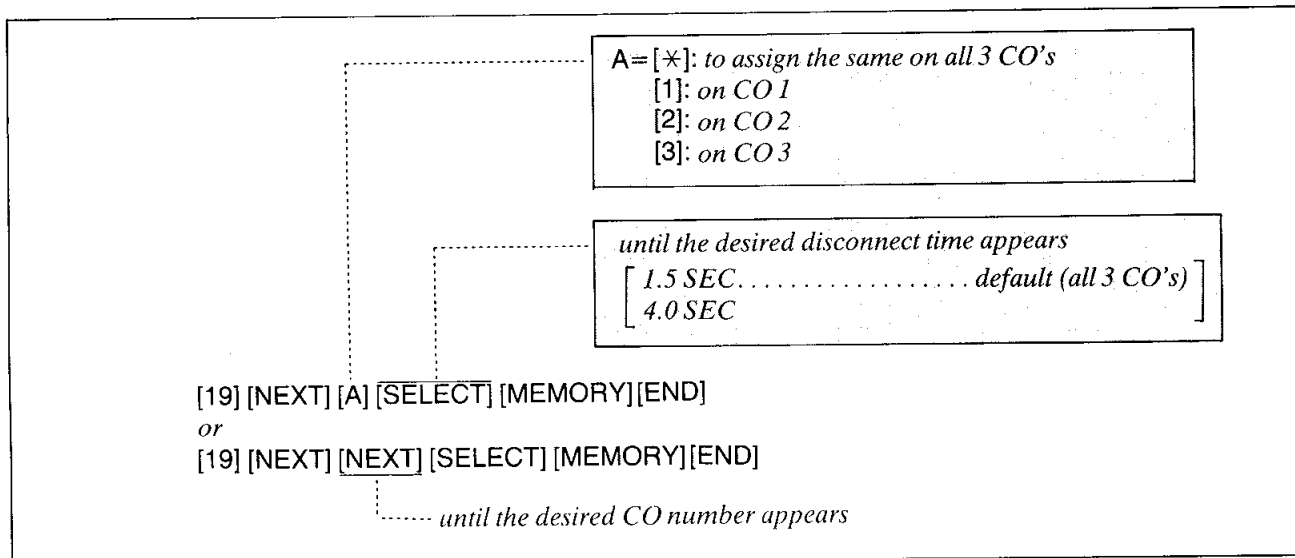 A=[✳]: to assign the same on all 3 CO's
[1]: on CO 1
[2]: on CO 2
[3]: on CO 3
until the desired disconnect time appears
[ 1.5 SEC. . . . . . . . . . . . . . . . . . . default (all 3 CO's) ]
[ 4.0 SEC ]
[19] [NEXT] [A] [SELECT] [MEMORY] [END]
or
[19] [NEXT] [NEXT] [SELECT] [MEMORY] [END]
until the desired CO number appears